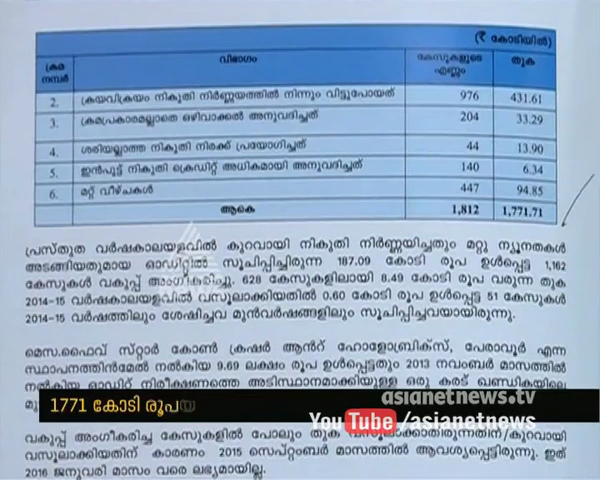 (₹ കോടിയിൽ)
ക്രമ നമ്പർ വിഭാഗം കേസുകളുടെ എണ്ണം തുക
2. ക്രയവിക്രയം നികുതി നിർണ്ണയത്തിൽ നിന്നും വിട്ടുപോയത് 976 431.61
3. ക്രമപ്രകാരമല്ലാതെ ഒഴിവാക്കൽ അനുവദിച്ചത് 204 33.29
4. ശരിയല്ലാത്ത നികുതി നിരക്ക് പ്രയോഗിച്ചത് 44 13.90
5. ഇൻപുട്ട് നികുതി ക്രെഡിറ്റ് അധികമായി അനുവദിച്ചത് 140 6.34
6. മറ്റ് വീഴ്ചകൾ 447 94.85
ആകെ 1,812 1,771.71
പ്രസ്തുത വർഷകാലയളവിൽ കുറവായി നികുതി നിർണ്ണയിച്ചതും മറ്റു ന്യൂനതകൾ
അടങ്ങിയതുമായ ഓഡിറ്റിൽ സൂചിപ്പിച്ചിരുന്ന 187.09 കോടി രൂപ ഉൾപ്പെട്ട 1,162
കേസുകൾ വകുപ്പ് അംഗീകരിച്ചു. 628 കേസുകളിലായി 8.49 കോടി രൂപ വരുന്ന തുക
2014-15 വർഷകാലയളവിൽ വസൂലാക്കിയതിൽ 0.60 കോടി രൂപ ഉൾപ്പെട്ട 51 കേസുകൾ
2014-15 വർഷത്തിലും ശേഷിച്ചവ മുൻവർഷങ്ങളിലും സൂചിപ്പിച്ചവയായിരുന്നു.
മെസ.ഫൈവ് സ്റ്റാർ കോൺ ക്രഷർ ആൻറ് ഹോളോബ്രിക്സ്, പേരാവൂർ എന്ന
സ്ഥാപനത്തിൻമേൽ നൽകിയ 9.69 ലക്ഷം രൂപ ഉൾപ്പെട്ടതും 2013 നവംബർ മാസത്തിൽ
നൽകിയ ഓഡിറ്റ് നിരീക്ഷണത്തെ അടിസ്ഥാനമാക്കിയുള്ള ഒരു കരട് ഖണ്ഡികയിലെ
asianetnews.tv
1771 കോടി രൂപയ
You Tube /asianetnews
വകുപ്പ് അംഗീകരിച്ച കേസുകളിൽ പോലും തുക വസൂലാക്കാതിരുന്നതിന്/കുറവായി
വസൂലാക്കിയതിന് കാരണം 2015 സെപ്റ്റംബർ മാസത്തിൽ ആവശ്യപ്പെട്ടിരുന്നു. ഇത്
2016 ജനുവരി മാസം വരെ ലഭ്യമായില്ല.